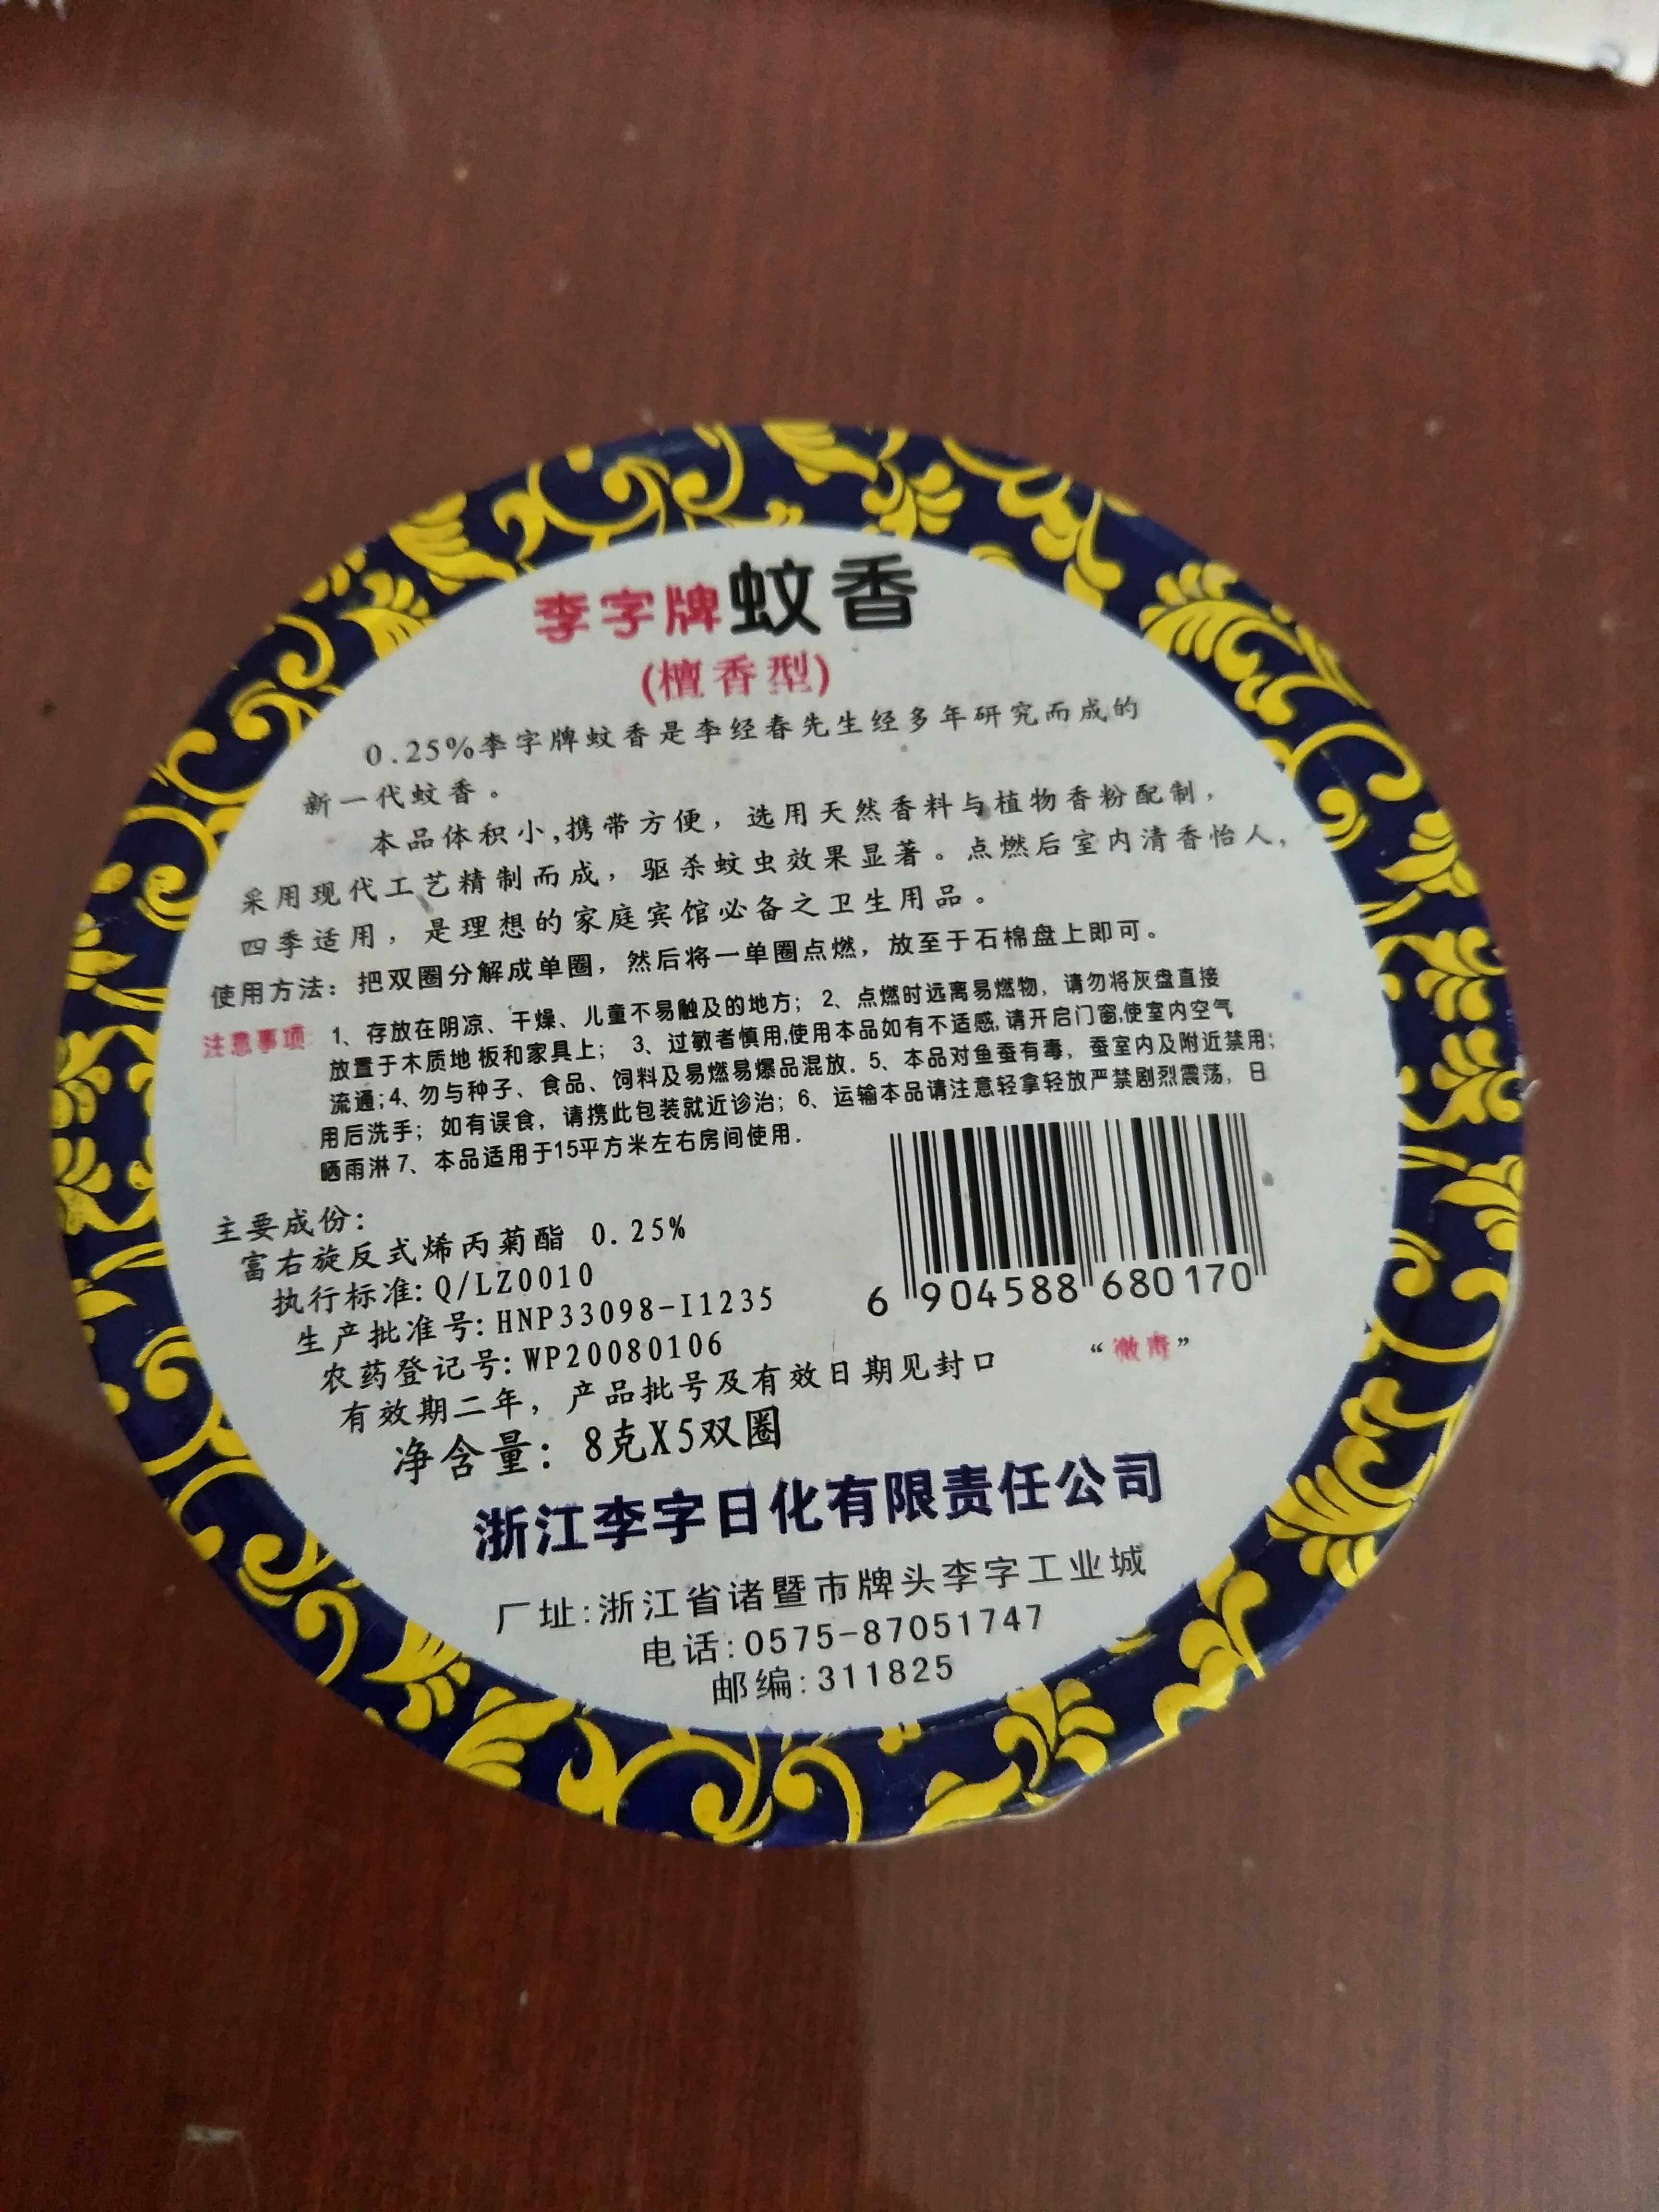 李字牌蚊香
(檀香型)
0.25%李字牌蚊香是李经春先生经多年研究而成的
新一代蚊香。
本品体积小,携带方便，选用天然香料与植物香粉配制，
采用现代工艺精制而成，驱杀蚊虫效果显著。点燃后室内清香怡人，
四季适用，是理想的家庭宾馆必备之卫生用品。
使用方法：把双圈分解成单圈，然后将一单圈点燃，放至于石棉盘上即可。
注意事项: 1、存放在阴凉、干燥、儿童不易触及的地方；2、点燃时远离易燃物，请勿将灰盘直接
放置于木质地板和家具上； 3、过敏者慎用,使用本品如有不适感,请开启门窗,使室内空气
流通;4、勿与种子、食品、饲料及易燃易爆品混放. 5、本品对鱼蚕有毒，蚕室内及附近禁用;
用后洗手；如有误食，请携此包装就近诊治；6、运输本品请注意轻拿轻放严禁剧烈震荡，日
晒雨淋 7、本品适用于15平方米左右房间使用.
主要成份:
富右旋反式烯丙菊酯 0.25%
执行标准: Q/LZ0010
生产批准号: HNP33098-I1235
农药登记号: WP20080106
有效期二年，产品批号及有效日期见封口
6 904588 680170
“微毒”
净含量：8克X5双圈
浙江李字日化有限责任公司
厂址:浙江省诸暨市牌头李字工业城
电话:0575-87051747
邮编:311825